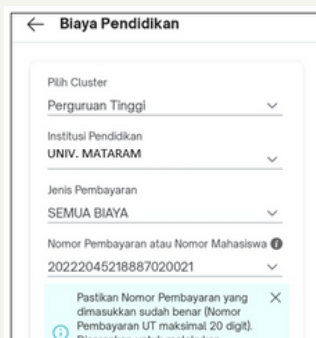 Biaya Pendidikan
Pilih Cluster
Perguruan Tinggi
Institusi Pendidikan
UNIV. MATARAM
Jenis Pembayaran
SEMUA BIAYA
Nomor Pembayaran atau Nomor Mahasiswa
20222045218887020021
Pastikan Nomor Pembayaran yang
dimasukkan sudah benar (Nomor
Pembayaran UT maksimal 20 digit).